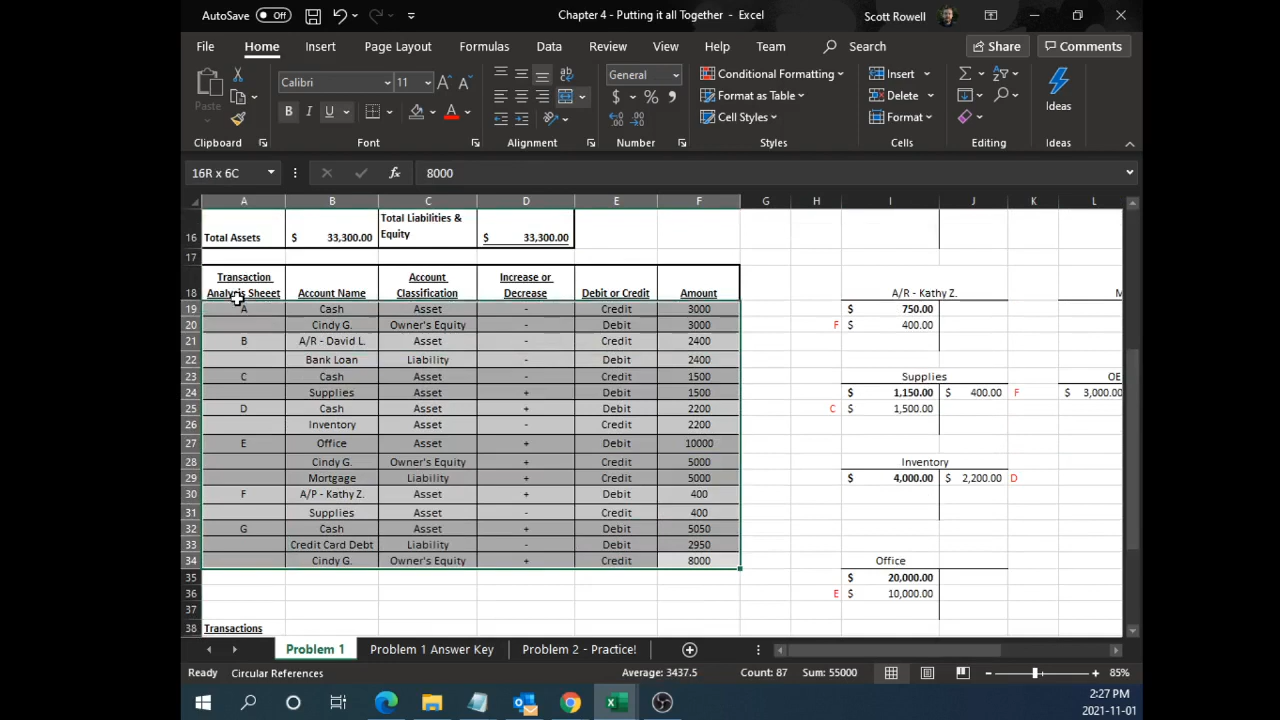 AutoSave Off Chapter 4 - Putting it all Together - Excel Scott Rowell
File Home Insert Page Layout Formulas Data Review View Help Team Search Share Comments
Paste Calibri 11 General Conditional Formatting Insert Ideas
B I U $ % Format as Table Delete
Cell Styles Format
Clipboard Font Alignment Number Styles Cells Editing Ideas
16R x 6C fx 8000
A B C D E F G H I J K L
Total Liabilities &
16 Total Assets $ 33,300.00 Equity $ 33,300.00
17
Transaction Account Increase or
18 Analysis Sheeet Account Name Classification Decrease Debit or Credit Amount A/R - Kathy Z. M
19 A Cash Asset - Credit 3000 $ 750.00
20 Cindy G. Owner's Equity - Debit 3000 F $ 400.00
21 B A/R - David L. Asset - Credit 2400
22 Bank Loan Liability - Debit 2400
23 C Cash Asset - Credit 1500 Supplies OE
24 Supplies Asset + Debit 1500 $ 1,150.00 $ 400.00 F $ 3,000.00
25 D Cash Asset + Debit 2200 C $ 1,500.00
26 Inventory Asset - Credit 2200
27 E Office Asset + Debit 10000
28 Cindy G. Owner's Equity + Credit 5000 Inventory
29 Mortgage Liability + Credit 5000 $ 4,000.00 $ 2,200.00 D
30 F A/P - Kathy Z. Asset + Debit 400
31 Supplies Asset - Credit 400
32 G Cash Asset + Debit 5050
33 Credit Card Debt Liability - Debit 2950
34 Cindy G. Owner's Equity + Credit 8000 Office
35 $ 20,000.00
36 E $ 10,000.00
37
38 Transactions
Problem 1 Problem 1 Answer Key Problem 2 - Practice!
Ready Circular References Average: 3437.5 Count: 87 Sum: 55000 85%
2:27 PM
2021-11-01